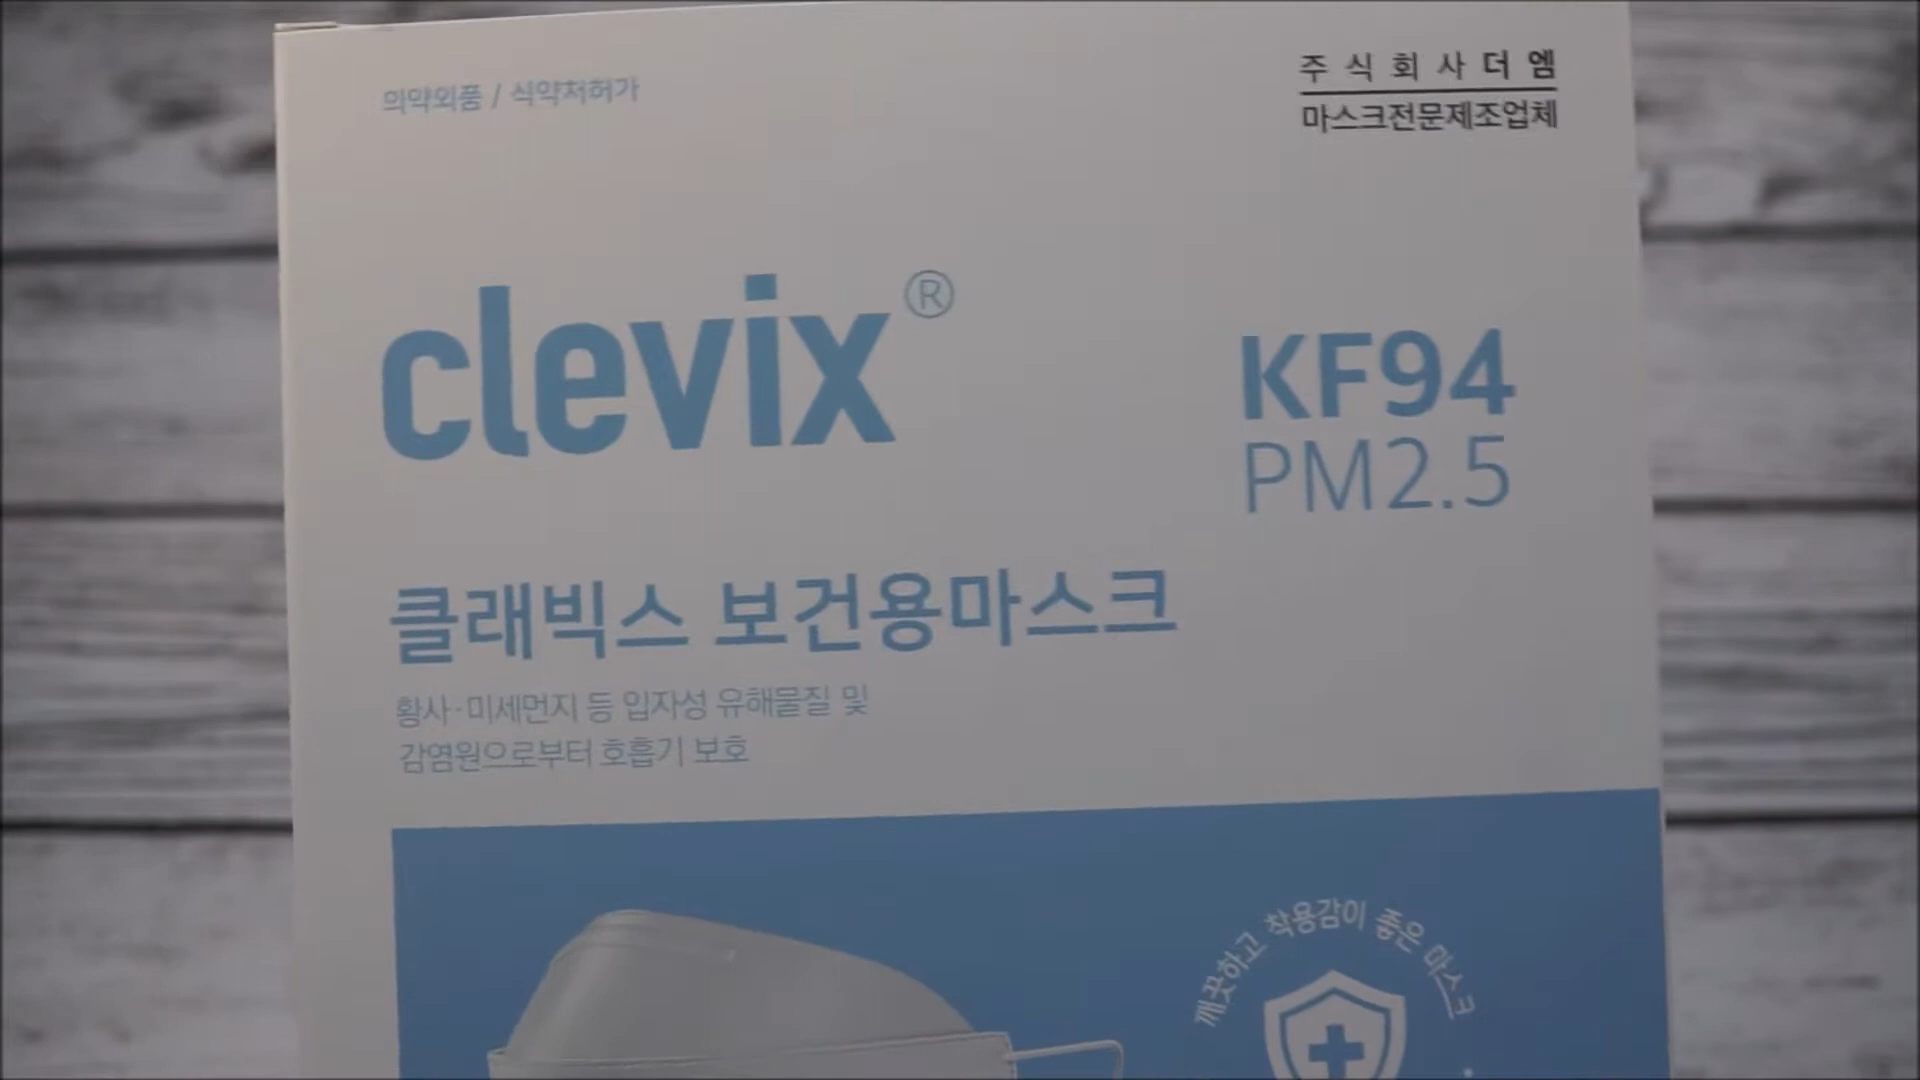 의약외품 / 식약처허가
주식회사더엠
마스크전문제조업체
clevix®
KF94
PM2.5
클래빅스 보건용마스크
황사·미세먼지 등 입자성 유해물질 및
감염원으로부터 호흡기 보호
깨끗하고 착용감이 좋은 마스크